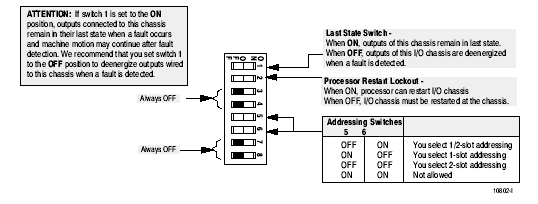 ATTENTION: If switch 1 is set to the ON
position, outputs connected to this chassis
remain in their last state when a fault occurs
and machine motion may continue after fault
detection. We recommend that you set switch 1
to the OFF position to deenergize outputs wired
to this chassis when a fault is detected.
Last State Switch -
When ON, outputs of this chassis remain in last state.
When OFF, outputs of this I/O chassis are deenergized
when a fault is detected.
Processor Restart Lockout -
When ON, processor can restart I/O chassis
When OFF, I/O chassis must be restarted at the chassis.
OFF
ON
1
2
3
4
5
6
7
8
Always OFF
Always OFF
Addressing Switches
5 6
OFF ON You select 1/2-slot addressing
ON OFF You select 1-slot addressing
OFF OFF You select 2-slot addressing
ON ON Not allowed
10802-I